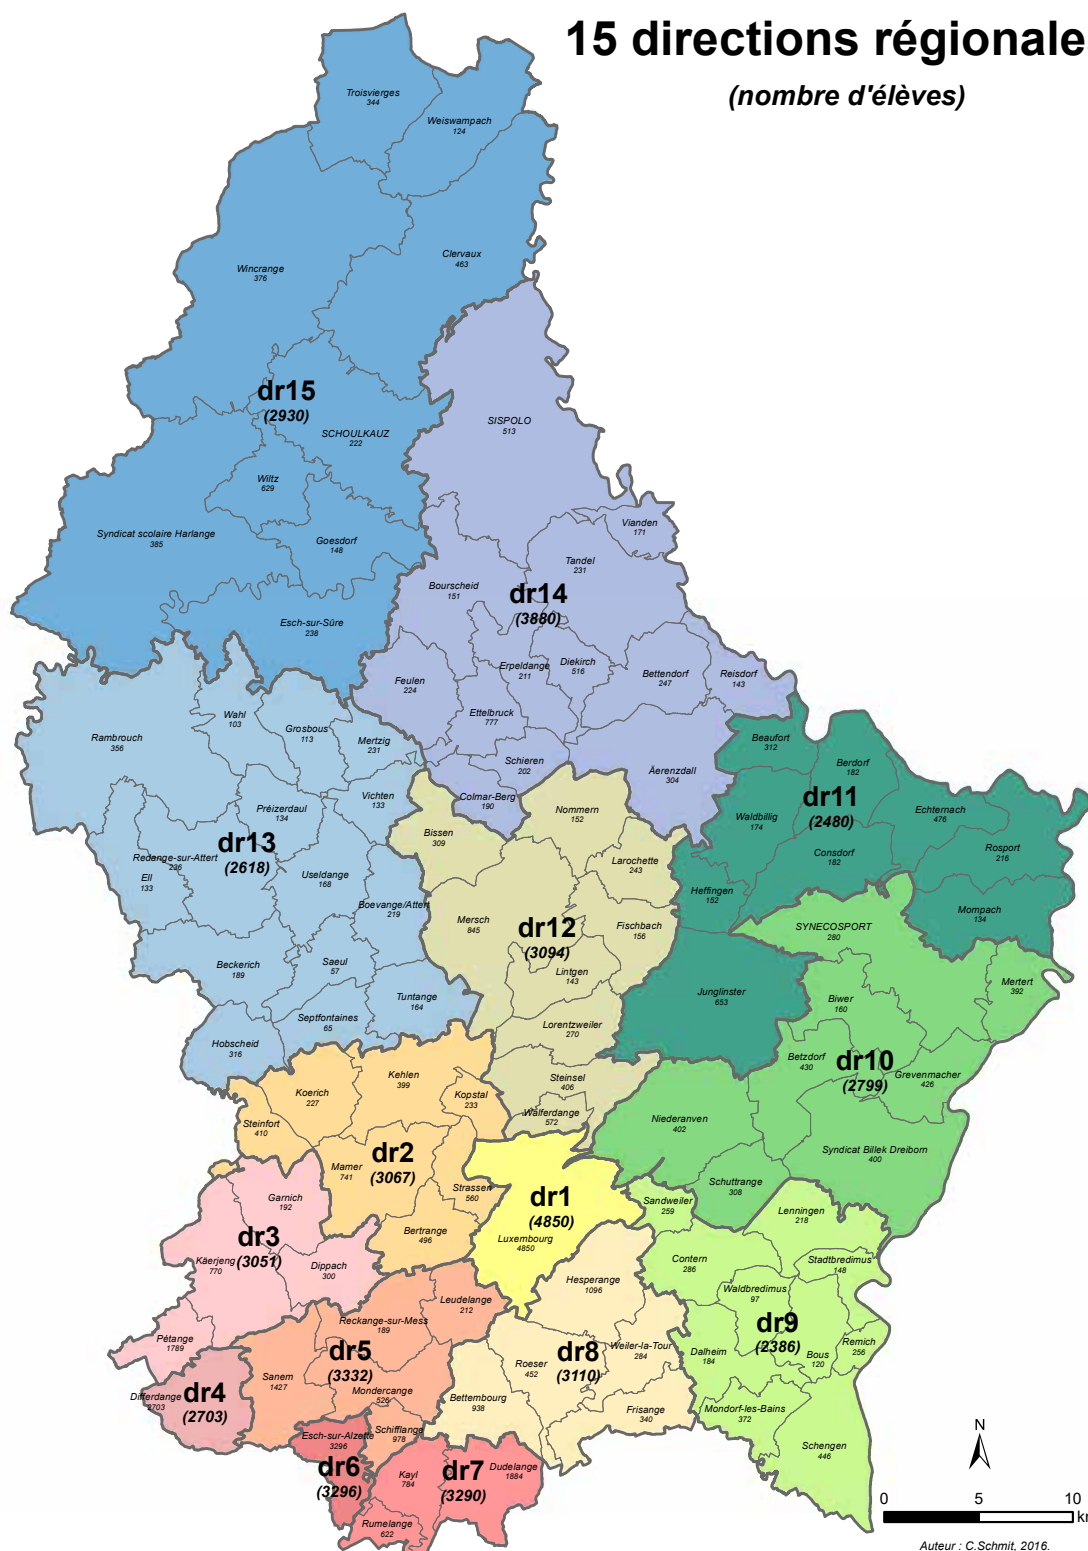 15 directions régionale
(nombre d'élèves)
Troisvierges
344
Weiswampach
124
Clervaux
463
Wincrange
376
dr15
(2930)
SCHOULKAUZ
222
SISPOLO
513
Wiltz
629
Syndicat scolaire Harlange
385
Goesdorf
148
Vianden
171
Tandel
231
Bourscheid
151
dr14
(3880)
Esch-sur-Sûre
238
Feulen
224
Erpeldange
211
Diekirch
516
Bettendorf
247
Reisdorf
143
Ettelbruck
777
Wahl
103
Grosbous
113
Mertzig
231
Rambrouch
356
Schieren
202
Äerenzdall
304
Beaufort
312
Berdorf
182
Colmar-Berg
190
Vichten
133
Préizerdaul
134
Nommern
152
dr11
(2480)
Waldbillig
174
Echternach
476
Bissen
309
dr13
(2618)
Redange-sur-Attert
236
Ell
133
Useldange
168
Larochette
243
Consdorf
182
Rosport
216
Boevange/Attert
219
Heffingen
152
Mompach
134
Mersch
845
dr12
(3094)
Fischbach
156
SYNECOSPORT
280
Beckerich
189
Saeul
57
Lintgen
143
Tuntange
164
Junglinster
653
Mertert
392
Biwer
160
Septfontaines
65
Hobscheid
316
Lorentzweiler
270
Betzdorf
430
dr10
(2799)
Grevenmacher
426
Kehlen
399
Koerich
227
Kopstal
233
Steinsel
406
Walferdange
572
Steinfort
410
Niederanven
402
dr2
(3067)
Mamer
741
Syndicat Billek Dreiborn
400
Schuttrange
308
Strassen
560
Garnich
192
dr1
(4850)
Luxembourg
4850
Sandweiler
259
Lenningen
218
dr3
(3051)
Bertrange
496
Käerjeng
770
Dippach
300
Contern
286
Stadtbredimus
148
Hesperange
1096
Waldbredimus
97
Leudelange
212
Reckange-sur-Mess
189
dr9
(2386)
Pétange
1789
Weiler-la-Tour
284
Dalheim
184
Remich
256
Bous
120
dr5
(3332)
Roeser
452
dr8
(3110)
Sanem
1427
dr4
(2703)
Differdange
2703
Mondercange
526
Bettembourg
938
Frisange
340
Mondorf-les-Bains
372
Schifflange
978
Esch-sur-Alzette
3296
Schengen
446
dr6
(3296)
Kayl
784
dr7
(3290)
Dudelange
1884
Rumelange
622
N
0 5 10
km
Auteur : C.Schmit, 2016.